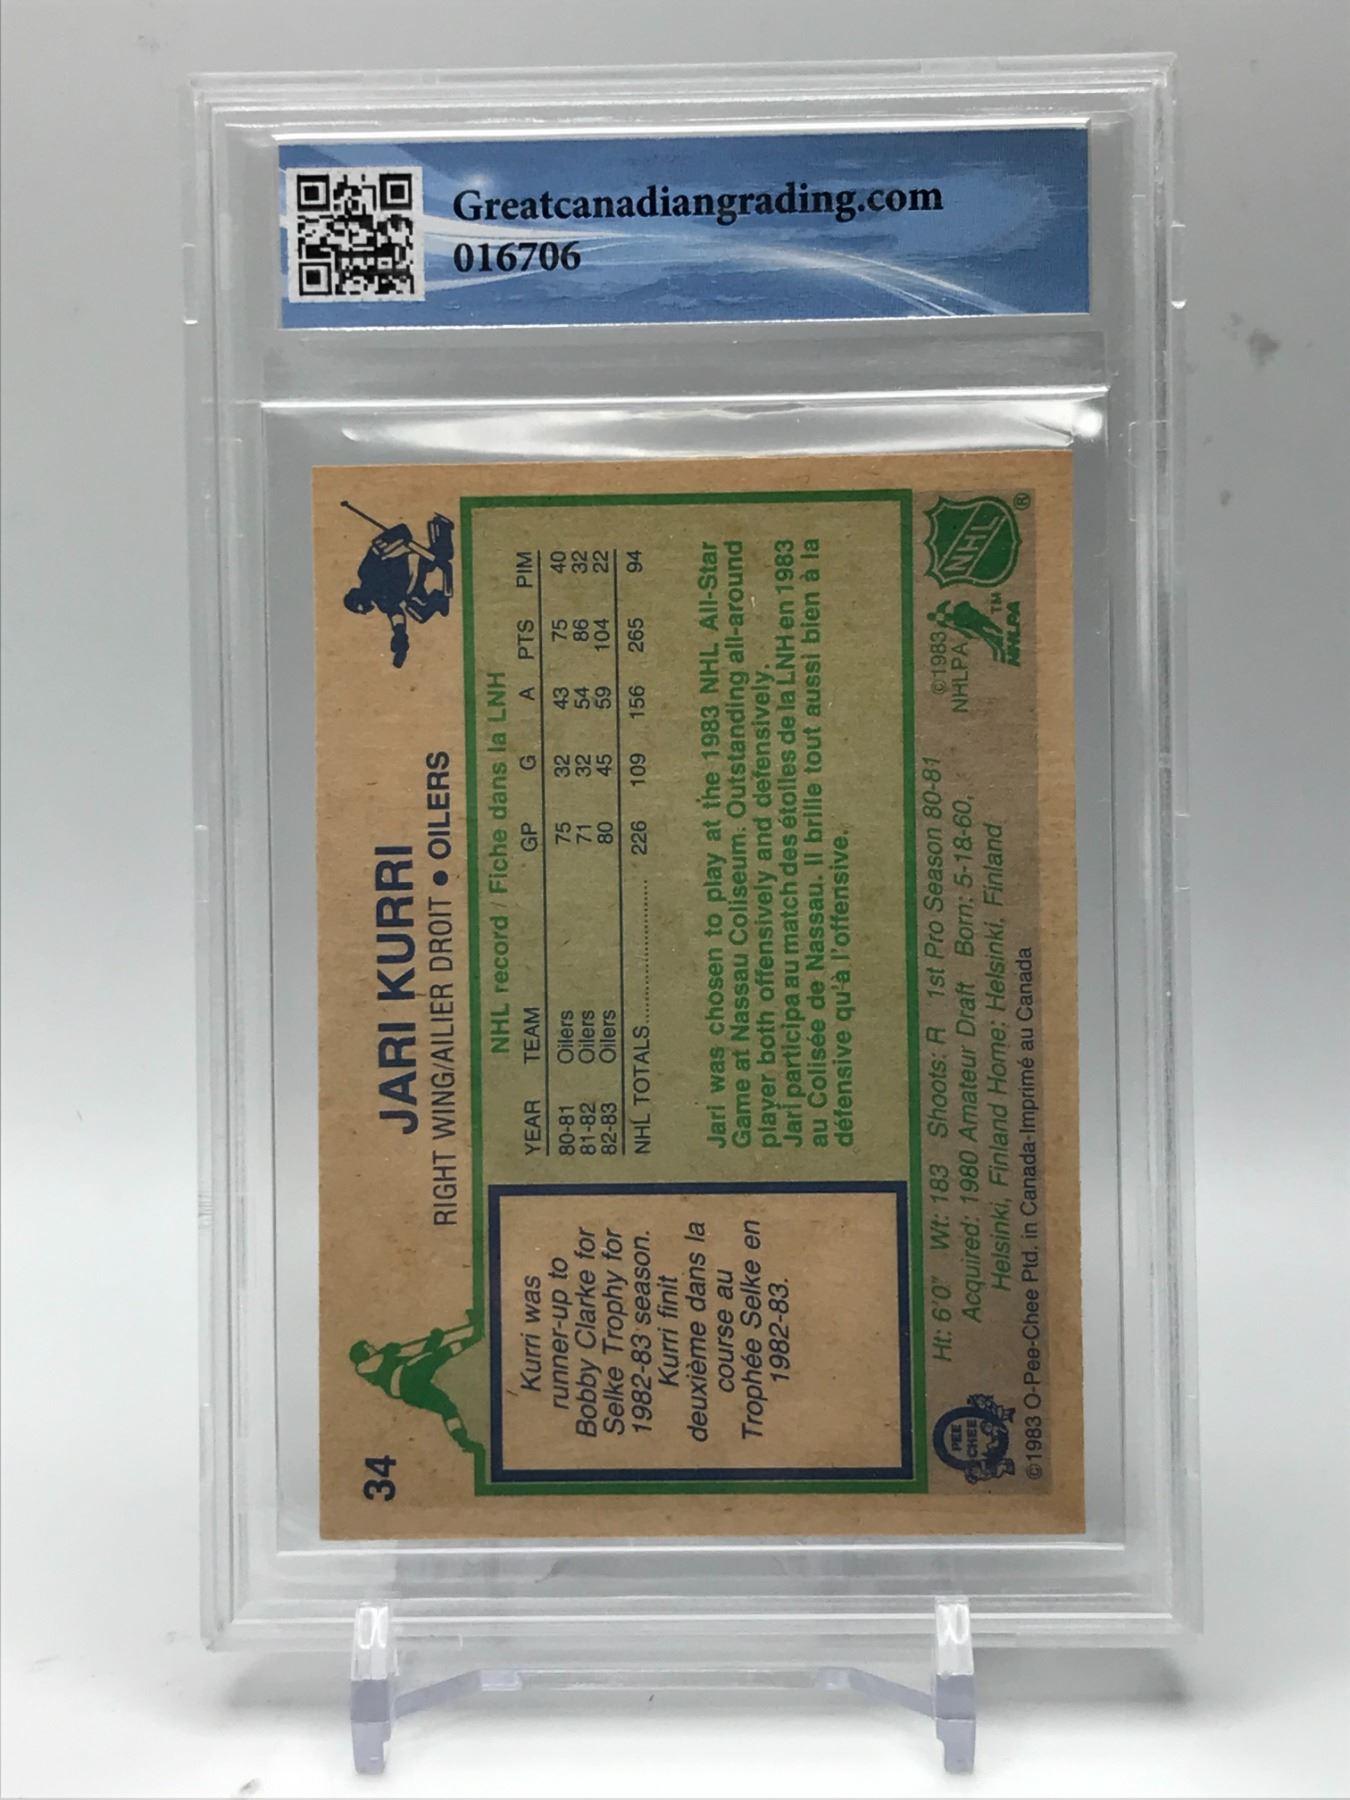 Greatcanadiangrading.com
016706
34
JARI KURRI
RIGHT WING/AILIER DROIT • OILERS
NHL record / Fiche dans la LNH
YEAR TEAM GP G A PTS PIM
80-81 Oilers 75 32 43 75 40
81-82 Oilers 71 32 54 86 32
82-83 Oilers 80 45 59 104 22
NHL TOTALS.................... 226 109 156 265 94
Kurri was
runner-up to
Bobby Clarke for
Selke Trophy for
1982-83 season.
Kurri finit
deuxième dans la
course au
Trophée Selke en
1982-83.
Jari was chosen to play at the 1983 NHL All-Star
Game at Nassau Coliseum. Outstanding all-around
player both offensively and defensively.
Jari participa au match des étoiles de la LNH en 1983
au Colisée de Nassau. Il brille tout aussi bien à la
défensive qu'à l'offensive.
Ht: 6'0" Wt: 183 Shoots: R 1st Pro Season 80-81
Acquired: 1980 Amateur Draft Born: 5-18-60,
Helsinki, Finland Home: Helsinki, Finland
©1983 O-Pee-Chee Ptd. in Canada-Imprimé au Canada
O
PEE
CHEE
©1983
NHLPA
TM
NHLPA
NHL
®